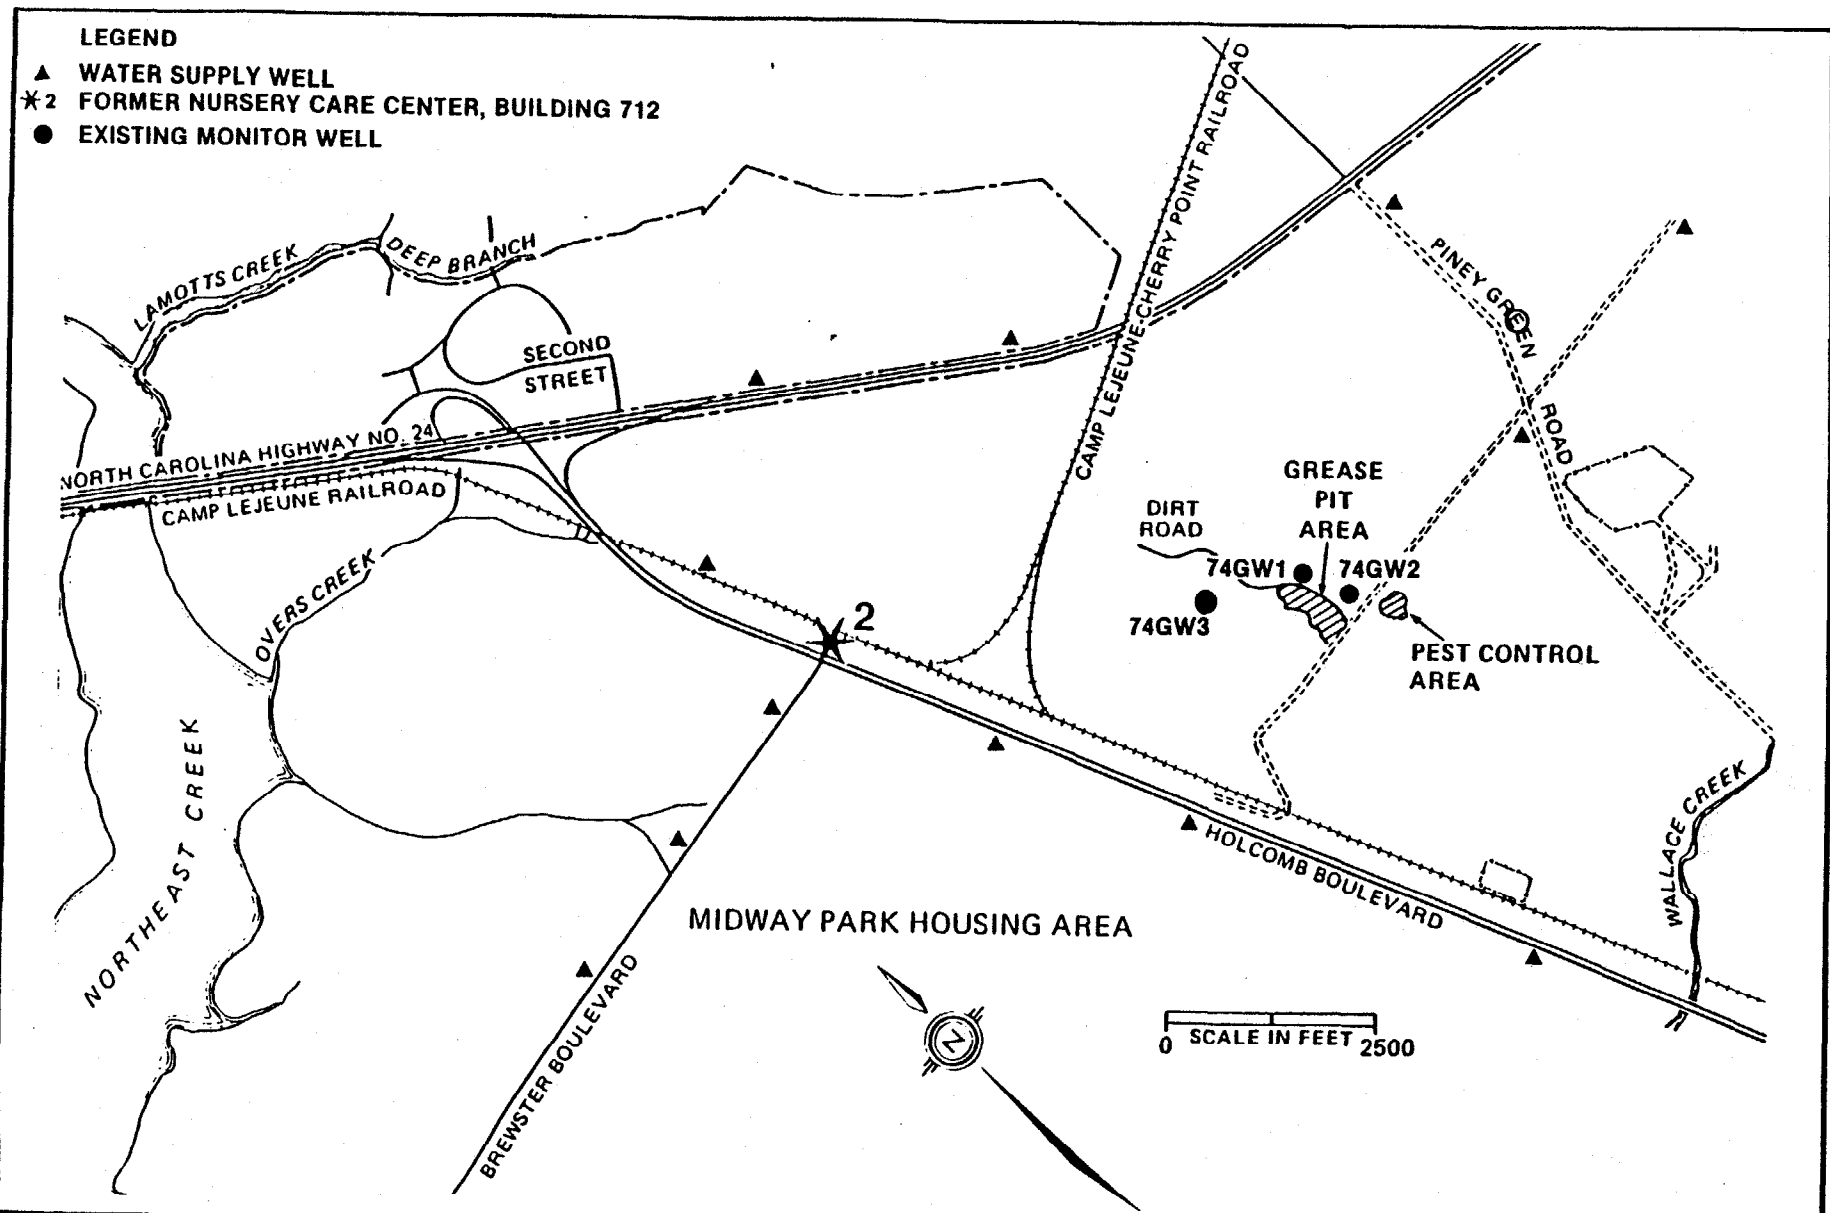 LEGEND
WATER SUPPLY WELL
2 FORMER NURSERY CARE CENTER, BUILDING 712
EXISTING MONITOR WELL
CAMP LEJEUNE-CHERRY POINT RAILROAD
LAMOTTS CREEK
DEEP BRANCH
PINEY GREEN ROAD
SECOND
STREET
NORTH CAROLINA HIGHWAY NO. 24
CAMP LEJEUNE RAILROAD
GREASE
PIT
AREA
DIRT
ROAD
74GW1
74GW2
74GW3
OVERS CREEK
2
PEST CONTROL
AREA
NORTHEAST CREEK
WALLACE CREEK
HOLCOMB BOULEVARD
MIDWAY PARK HOUSING AREA
BREWSTER BOULEVARD
N
SCALE IN FEET
0 2500